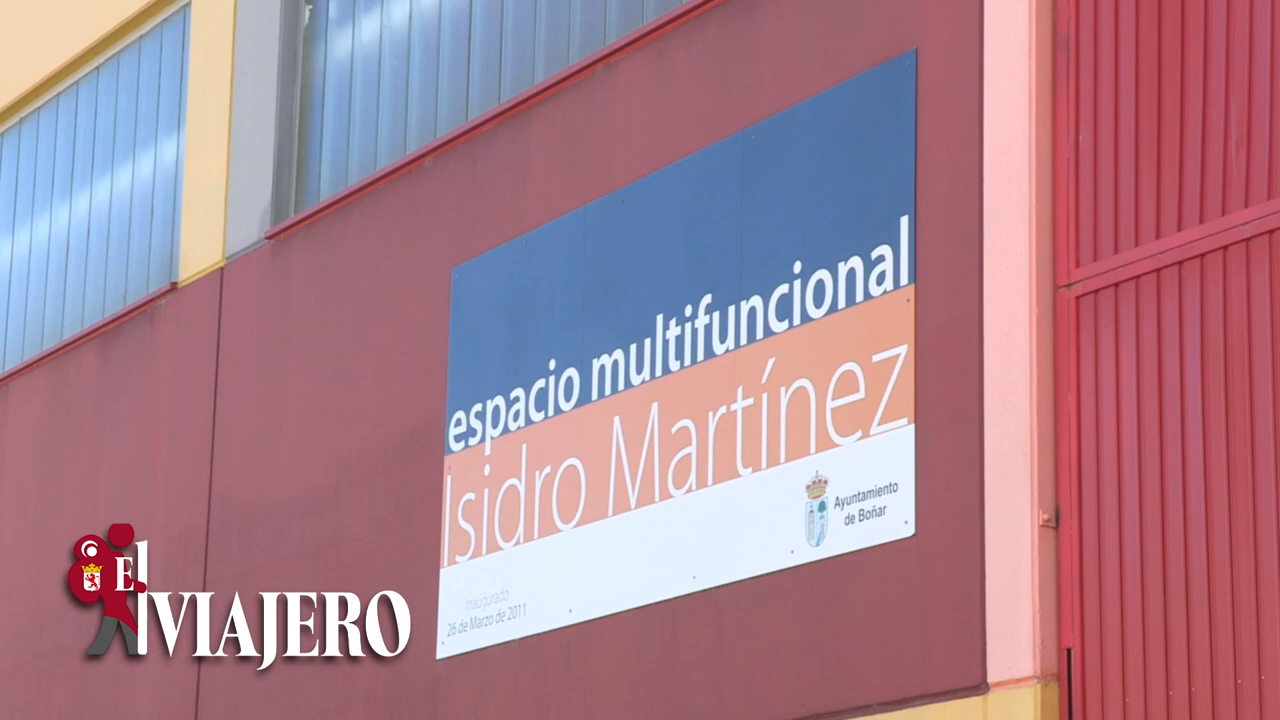 espacio multifuncional
Isidro Martínez
Ayuntamiento
de Boñar
Inaugurado
26 de Marzo de 2011
El
VIAJERO